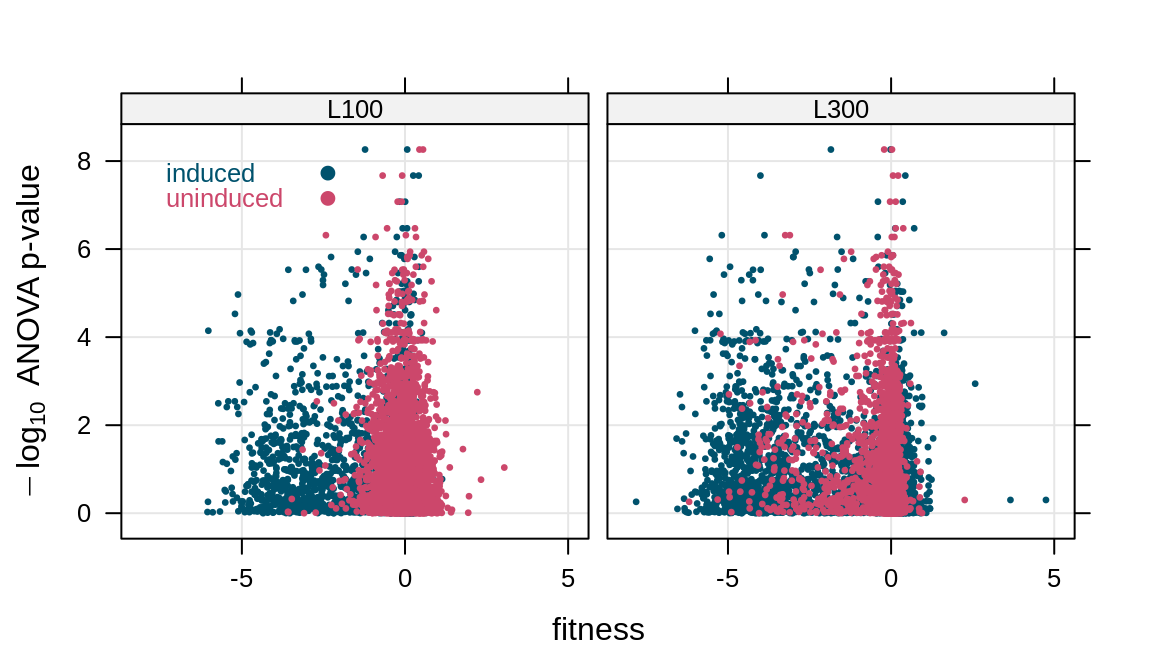 L100
L300
induced
uninduced
− log10 ANOVA p-value
8
6
4
2
0
-5 0 5
-5 0 5
fitness